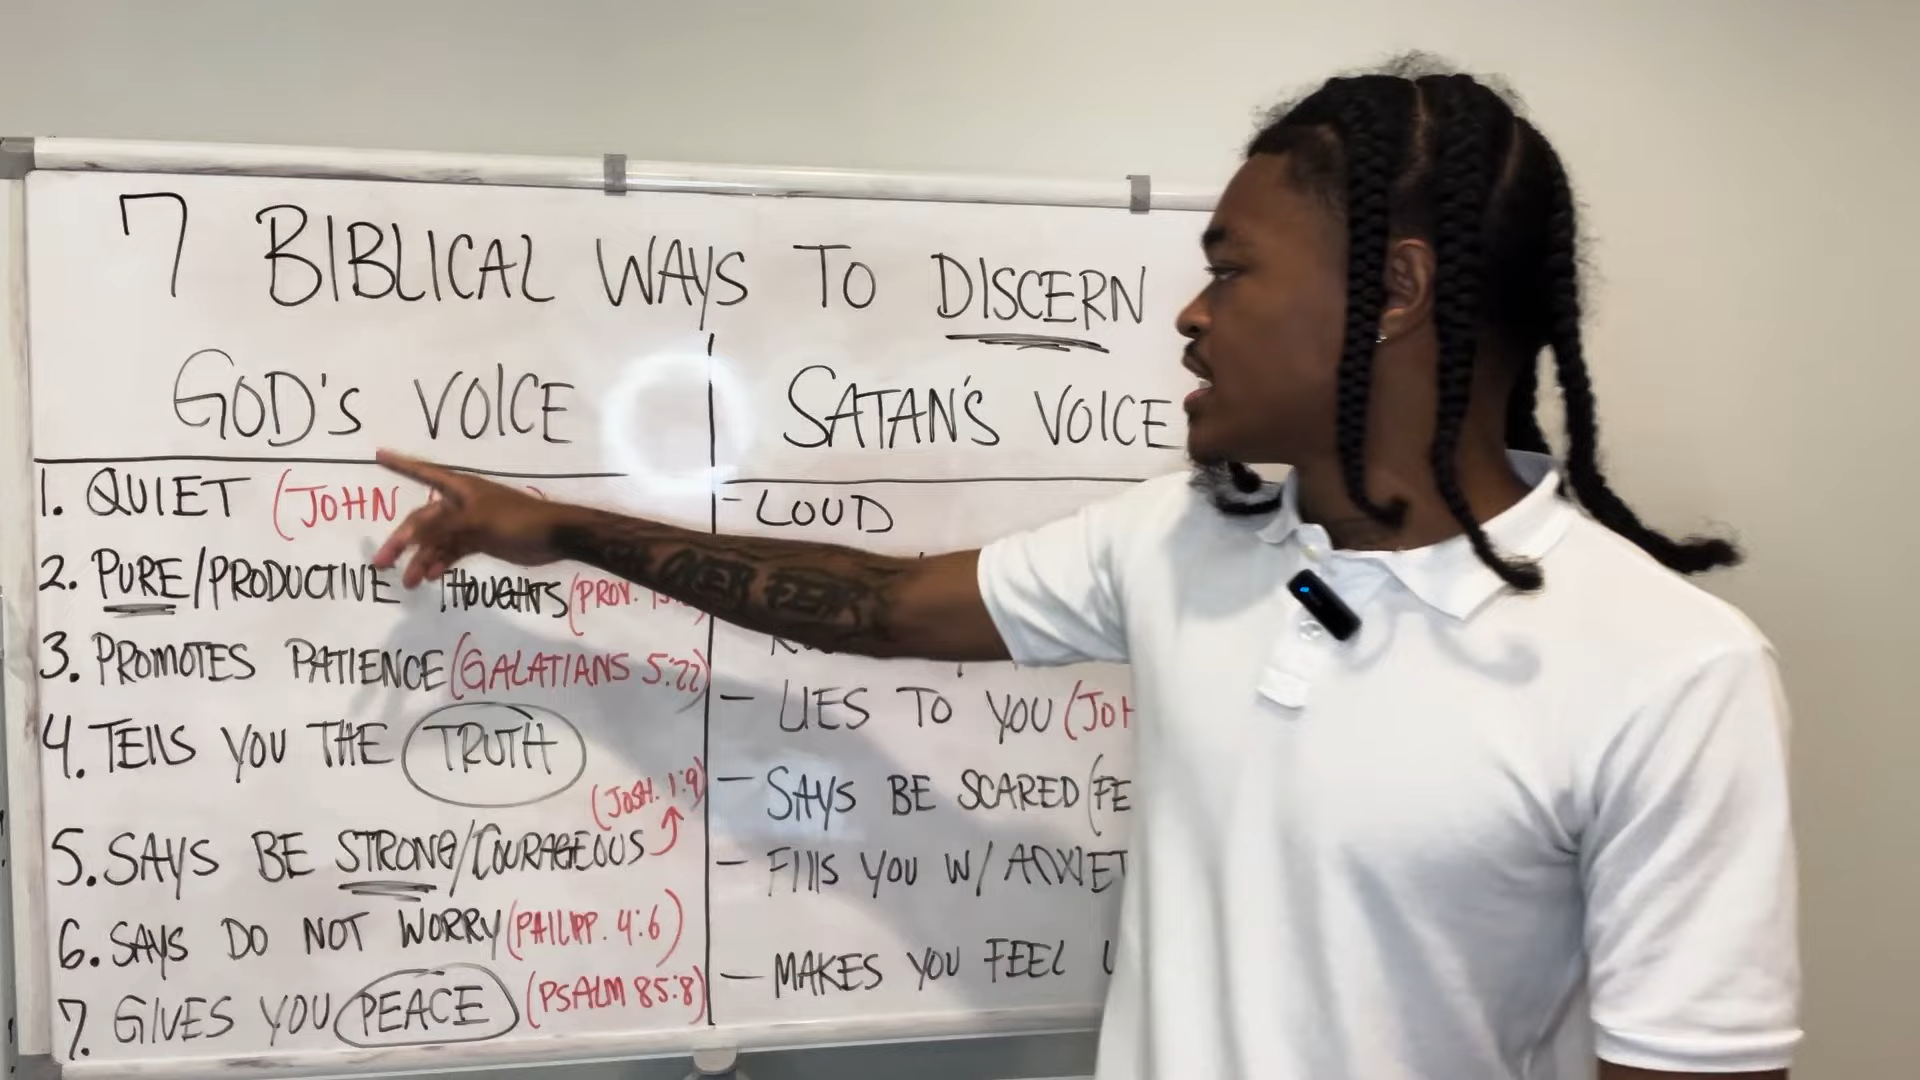 7 BIBLICAL WAYS TO DISCERN
GOD'S VOICE
1. QUIET (JOHN
2. PURE/PRODUCTIVE THOUGHTS (PROV.
3. PROMOTES PATIENCE (GALATIANS 5:22)
4. TELLS YOU THE TRUTH
5. SAYS BE STRONG/COURAGEOUS (JOSH. 1:9)
6. SAYS DO NOT WORRY (PHILIPP. 4:6)
7. GIVES YOU PEACE (PSALM 85:8)
SATAN'S VOICE
- LOUD
- LIES TO YOU (JOH
- SAYS BE SCARED (FE
- FILLS YOU W/ ANXIET
- MAKES YOU FEEL
OVER FEAR